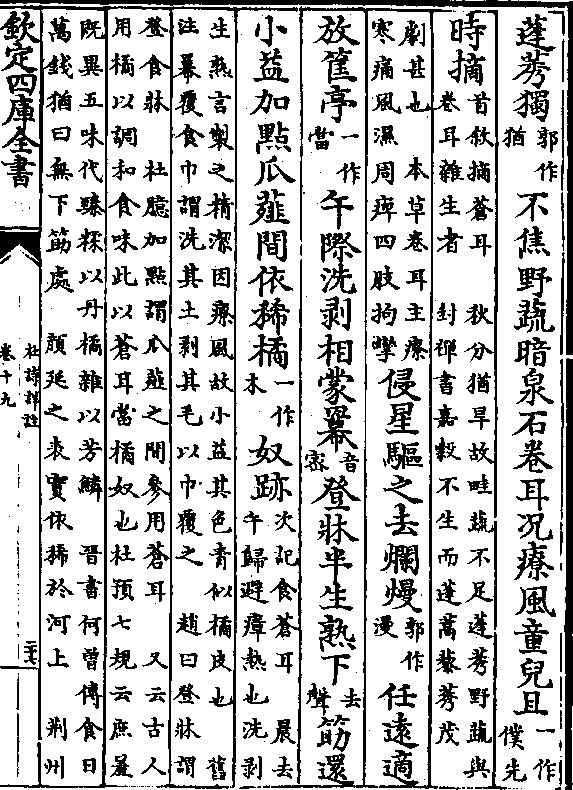 蓬莠獨郭作猶不焦野蔬暗泉石卷耳况療風童兒且一作僕先
時摘首敘摘蒼耳 秋分猶旱故畦蔬不足蓬莠野蔬與卷耳雜生者 封禪書嘉穀不生而蓬蒿藜莠茂
劇甚也 本草卷耳主療寒痛風濕周痺四肢拘攣侵星驅之去爛熳郭作漫任遠適
放筐亭一作當午際洗剥相蒙羃音宻登牀半生熟下去聲筯還
小益加點瓜薤間依稀橘一作木奴跡次記食蒼耳 晨去午歸避瘴熱也洗剥
生熟言製之精潔因療風故小益其色青似橘皮也 舊注羃覆食巾謂洗其土剥其毛以巾覆之 趙曰登牀謂
登食牀 杜臆加點謂瓜薤之間參用蒼耳 又云古人用橘以調和食味此以蒼耳當橘奴也杜預七規云庶羞
既異五味代臻糅以丹橘雜以芳鱗 晉書何曾傳食日萬錢猶曰無下筯處 顔延之表實依稀於河上 荆州
欽定四庫全書
杜詩詳註
卷十九
二十七